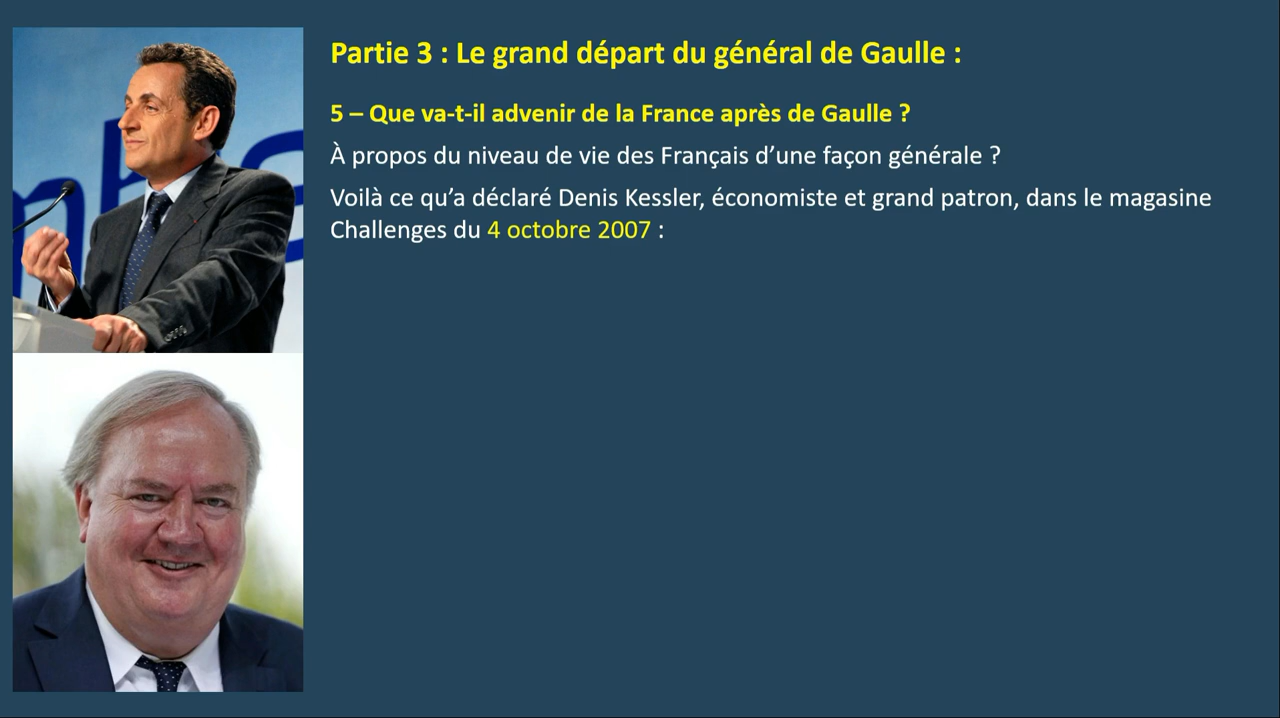 Partie 3 : Le grand départ du général de Gaulle :
5 – Que va-t-il advenir de la France après de Gaulle ?
À propos du niveau de vie des Français d’une façon générale ?
Voilà ce qu’a déclaré Denis Kessler, économiste et grand patron, dans le magasine
Challenges du 4 octobre 2007 :